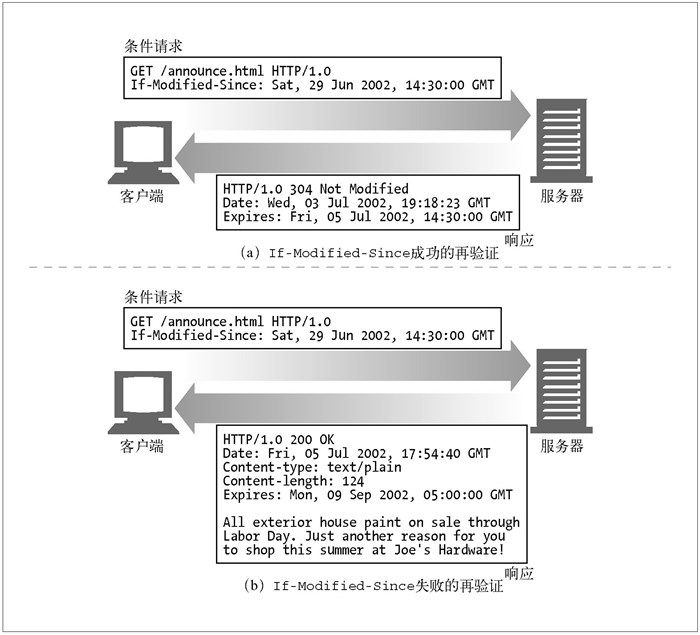 条件请求
GET /announce.html HTTP/1.0
If-Modified-Since: Sat, 29 Jun 2002, 14:30:00 GMT
客户端
服务器
HTTP/1.0 304 Not Modified
Date: Wed, 03 Jul 2002, 19:18:23 GMT
Expires: Fri, 05 Jul 2002, 14:30:00 GMT
响应
（a）If-Modified-Since成功的再验证
条件请求
GET /announce.html HTTP/1.0
If-Modified-Since: Sat, 29 Jun 2002, 14:30:00 GMT
客户端
服务器
HTTP/1.0 200 OK
Date: Fri, 05 Jul 2002, 17:54:40 GMT
Content-type: text/plain
Content-length: 124
Expires: Mon, 09 Sep 2002, 05:00:00 GMT
All exterior house paint on sale through
Labor Day. Just another reason for you
to shop this summer at Joe's Hardware!
响应
（b）If-Modified-Since失败的再验证